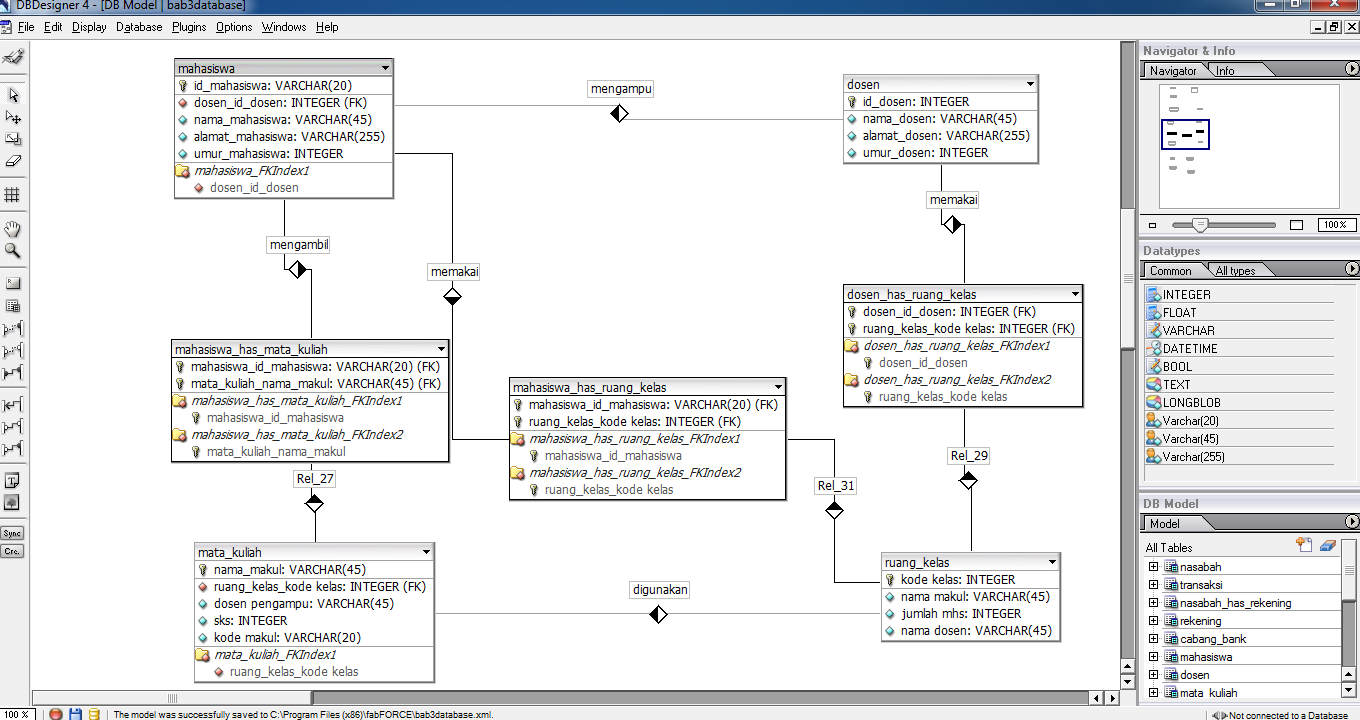 DBDesigner 4 - [DB Model | bab3database]
File Edit Display Database Plugins Options Windows Help
mahasiswa
id_mahasiswa: VARCHAR(20)
dosen_id_dosen: INTEGER (FK)
nama_mahasiswa: VARCHAR(45)
alamat_mahasiswa: VARCHAR(255)
umur_mahasiswa: INTEGER
mahasiswa_FKIndex1
dosen_id_dosen
mengampu
dosen
id_dosen: INTEGER
nama_dosen: VARCHAR(45)
alamat_dosen: VARCHAR(255)
umur_dosen: INTEGER
mengambil
memakai
memakai
mahasiswa_has_mata_kuliah
mahasiswa_id_mahasiswa: VARCHAR(20) (FK)
mata_kuliah_nama_makul: VARCHAR(45) (FK)
mahasiswa_has_mata_kuliah_FKIndex1
mahasiswa_id_mahasiswa
mahasiswa_has_mata_kuliah_FKIndex2
mata_kuliah_nama_makul
mahasiswa_has_ruang_kelas
mahasiswa_id_mahasiswa: VARCHAR(20) (FK)
ruang_kelas_kode kelas: INTEGER (FK)
mahasiswa_has_ruang_kelas_FKIndex1
mahasiswa_id_mahasiswa
mahasiswa_has_ruang_kelas_FKIndex2
ruang_kelas_kode kelas
dosen_has_ruang_kelas
dosen_id_dosen: INTEGER (FK)
ruang_kelas_kode kelas: INTEGER (FK)
dosen_has_ruang_kelas_FKIndex1
dosen_id_dosen
dosen_has_ruang_kelas_FKIndex2
ruang_kelas_kode kelas
Rel_27
Rel_31
Rel_29
mata_kuliah
nama_makul: VARCHAR(45)
ruang_kelas_kode kelas: INTEGER (FK)
dosen pengampu: VARCHAR(45)
sks: INTEGER
kode makul: VARCHAR(20)
mata_kuliah_FKIndex1
ruang_kelas_kode kelas
digunakan
ruang_kelas
kode kelas: INTEGER
nama makul: VARCHAR(45)
jumlah mhs: INTEGER
nama dosen: VARCHAR(45)
Sync
Navigator & Info
Navigator Info
100%
Datatypes
Common All types
INTEGER
FLOAT
VARCHAR
DATETIME
BOOL
TEXT
LONGBLOB
Varchar(20)
Varchar(45)
Varchar(255)
DB Model
Model
All Tables
nasabah
transaksi
nasabah_has_rekening
rekening
cabang_bank
mahasiswa
dosen
mata_kuliah
100 % The model was successfully saved to C:\Program Files (x86)\fabFORCE\bab3database.xml. Not connected to a Database